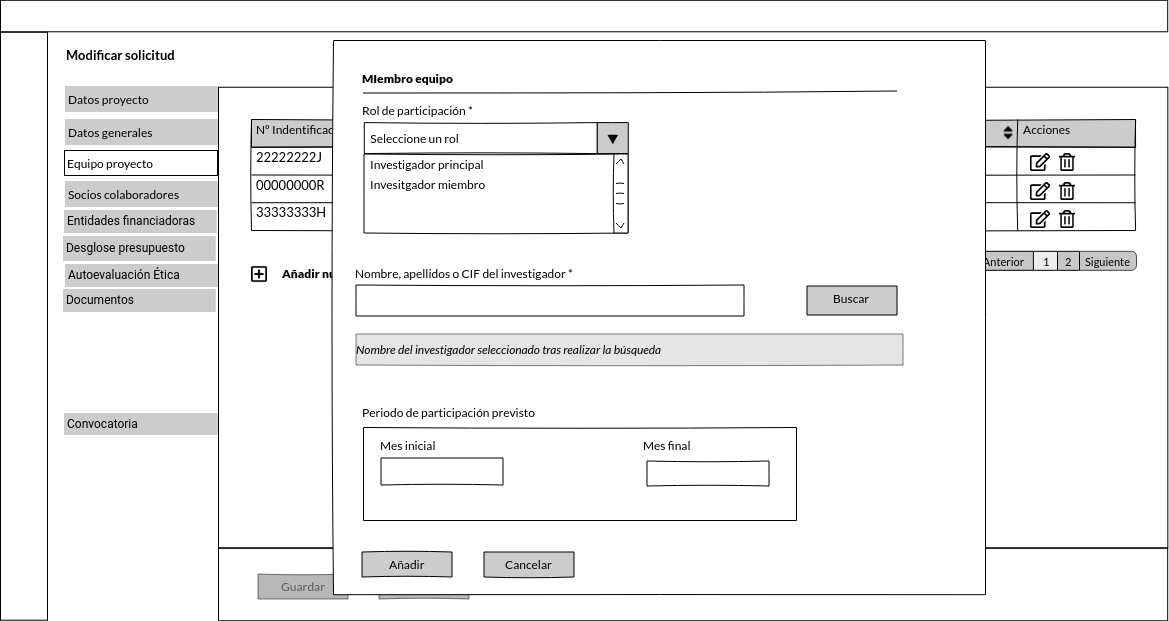 Modificar solicitud
Datos proyecto
Datos generales
Equipo proyecto
Socios colaboradores
Entidades financiadoras
Desglose presupuesto
Autoevaluación Ética
Documentos
Convocatoria
Nº Indentificac
22222222J
00000000R
33333333H
Añadir nu
Guardar
MIembro equipo
Rol de participación *
Seleccione un rol
Investigador principal
Invesitgador miembro
Nombre, apellidos o CIF del investigador *
Buscar
Nombre del investigador seleccionado tras realizar la búsqueda
Periodo de participación previsto
Mes inicial Mes final
Añadir Cancelar
Acciones
Anterior 1 2 Siguiente